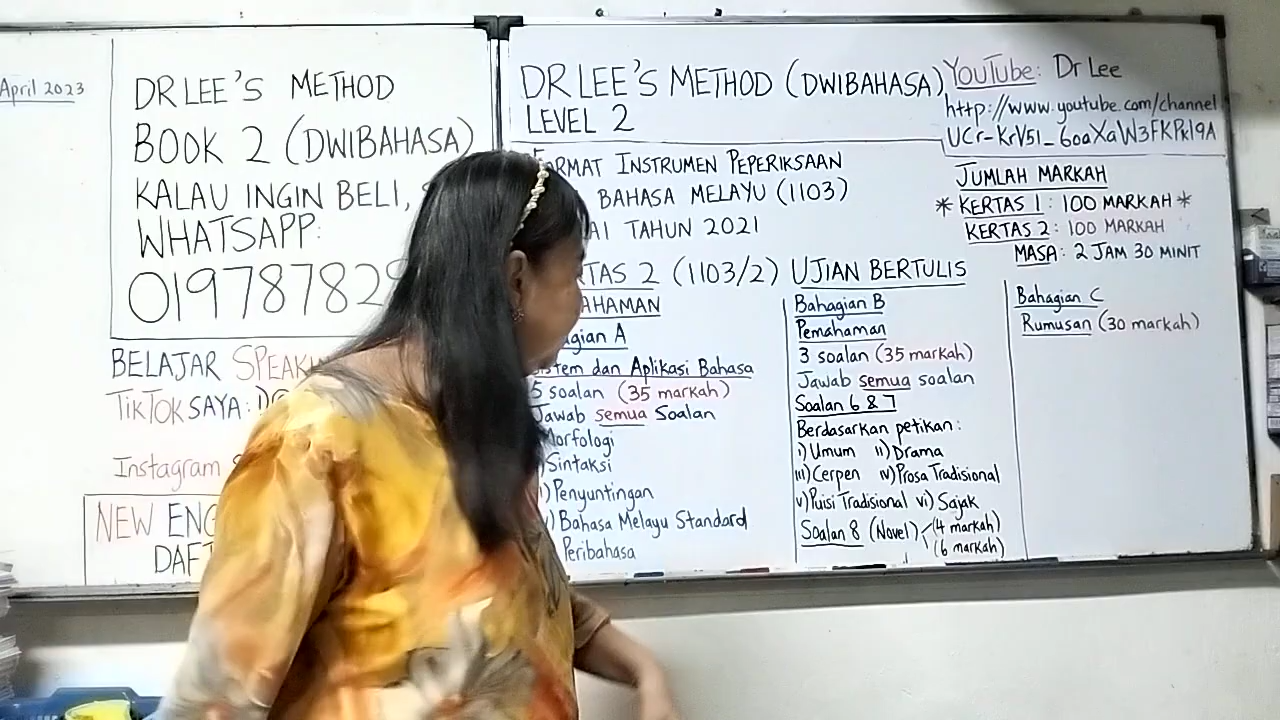 April 2023
DR LEE'S METHOD
BOOK 2 (DWIBAHASA)
KALAU INGIN BELI,
WHATSAPP:
BELAJAR
TikTok SAYA:
Instagram
NEW
DR LEE'S METHOD (DWIBAHASA)
LEVEL 2
YouTube: Dr Lee
http://www.youtube.com/channel
UCr-KrV51_6oaXaW3FKPkl9A
FORMAT INSTRUMEN PEPERIKSAAN
BAHASA MELAYU (1103)
TAHUN 2021
JUMLAH MARKAH
* KERTAS 1 : 100 MARKAH *
KERTAS 2 : 100 MARKAH
MASA : 2 JAM 30 MINIT
2 (1103/2) UJIAN BERTULIS
A
Sistem dan Aplikasi Bahasa
5 soalan (35 markah)
Jawab semua Soalan
Morfologi
Sintaksi
Penyuntingan
Bahasa Melayu Standard
Peribahasa
Bahagian B
Pemahaman
3 soalan (35 markah)
Jawab semua soalan
Soalan 6 & 7
Berdasarkan petikan :
i) Umum ii) Drama
iii) Cerpen iv) Prosa Tradisional
v) Puisi Tradisional vi) Sajak
Soalan 8 (Novel) (4 markah)
(6 markah)
Bahagian C
Rumusan (30 markah)